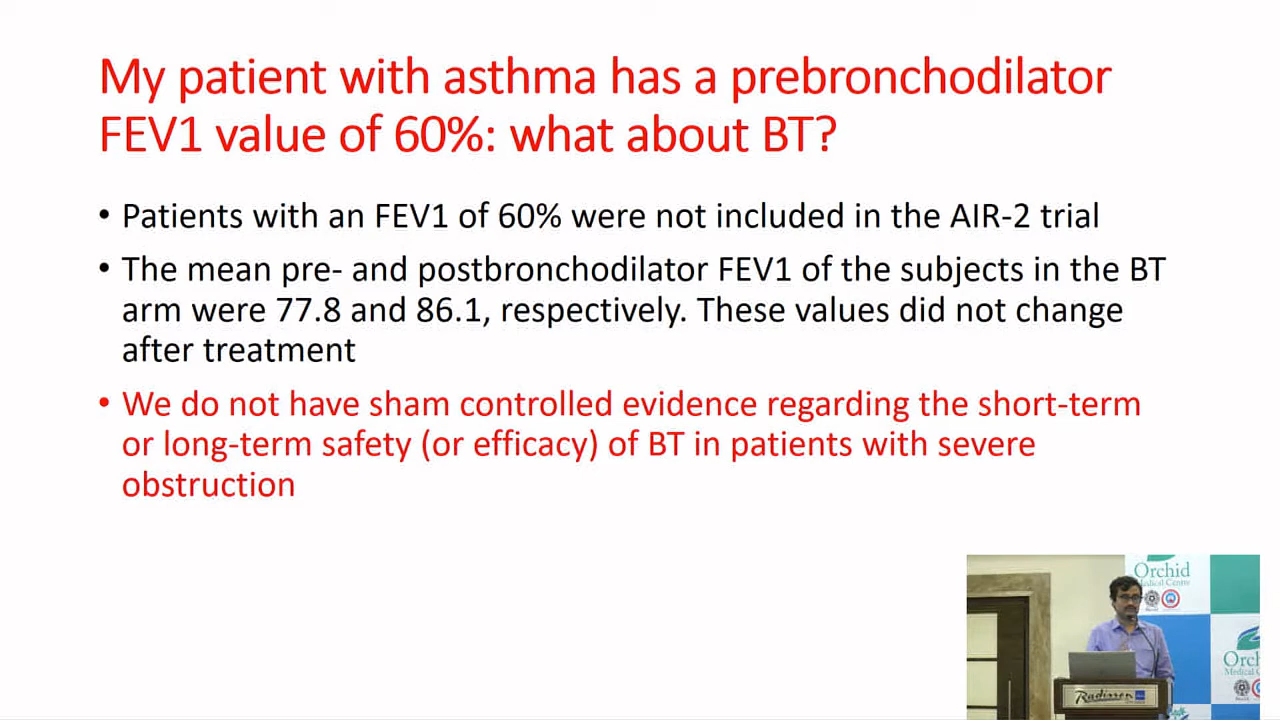 My patient with asthma has a prebronchodilator
FEV1 value of 60%: what about BT?
• Patients with an FEV1 of 60% were not included in the AIR-2 trial
• The mean pre- and postbronchodilator FEV1 of the subjects in the BT
arm were 77.8 and 86.1, respectively. These values did not change
after treatment
• We do not have sham controlled evidence regarding the short-term
or long-term safety (or efficacy) of BT in patients with severe
obstruction
Orchid
Medical Centre
Orch
Medical C
Radisson